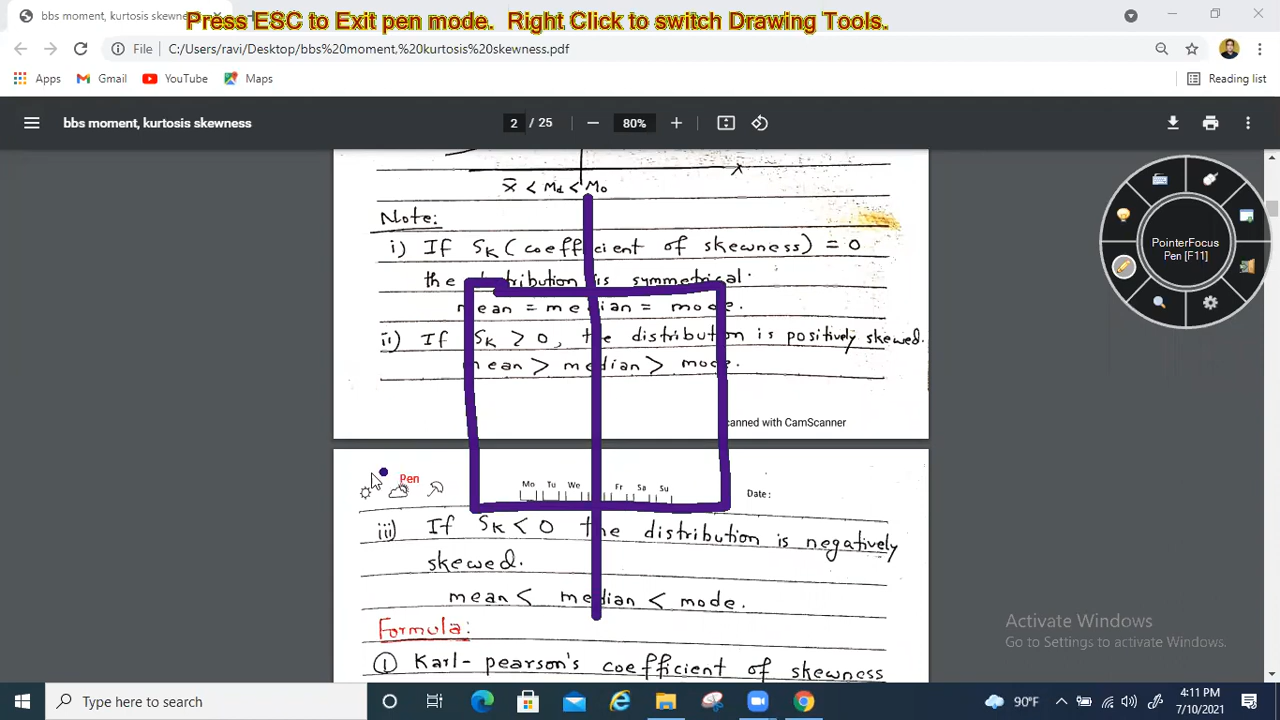 Press ESC to Exit pen mode. Right Click to switch Drawing Tools.
bbs moment, kurtosis skewne
File C:/Users/ravi/Desktop/bbs%20moment,%20kurtosis%20skewness.pdf
Apps Gmail YouTube Maps Reading list
bbs moment, kurtosis skewness 2 / 25 80%
x̄ < Md < Mo X
Note:
i) If SK (coefficient of skewness) = 0
the distribution is symmetrical.
mean = median = mode.
ii) If SK > 0, the distribution is positively skewed.
mean > median > mode.
canned with CamScanner
Pen
Mo Tu We Fr Sa Su Date:
iii) If SK < 0 the distribution is negatively
skewed.
mean < median < mode.
Formula:
① Karl-pearson's coefficient of skewness
PointerFocus
Pen [F11]
Activate Windows
Go to Settings to activate Windows.
Type here to search
90°F
4:11 PM
7/10/2021